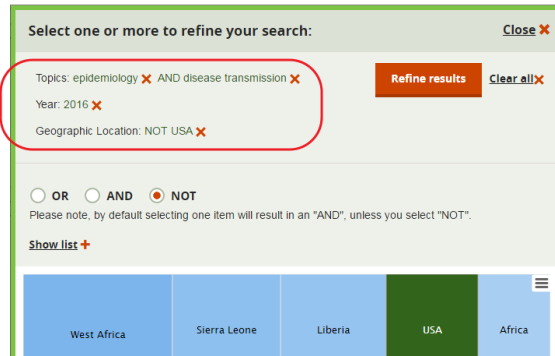 Select one or more to refine your search: Close
Topics: epidemiology AND disease transmission
Refine results Clear all
Year: 2016
Geographic Location: NOT USA
OR AND NOT
Please note, by default selecting one item will result in an "AND", unless you select "NOT".
Show list
West Africa Sierra Leone Liberia USA Africa